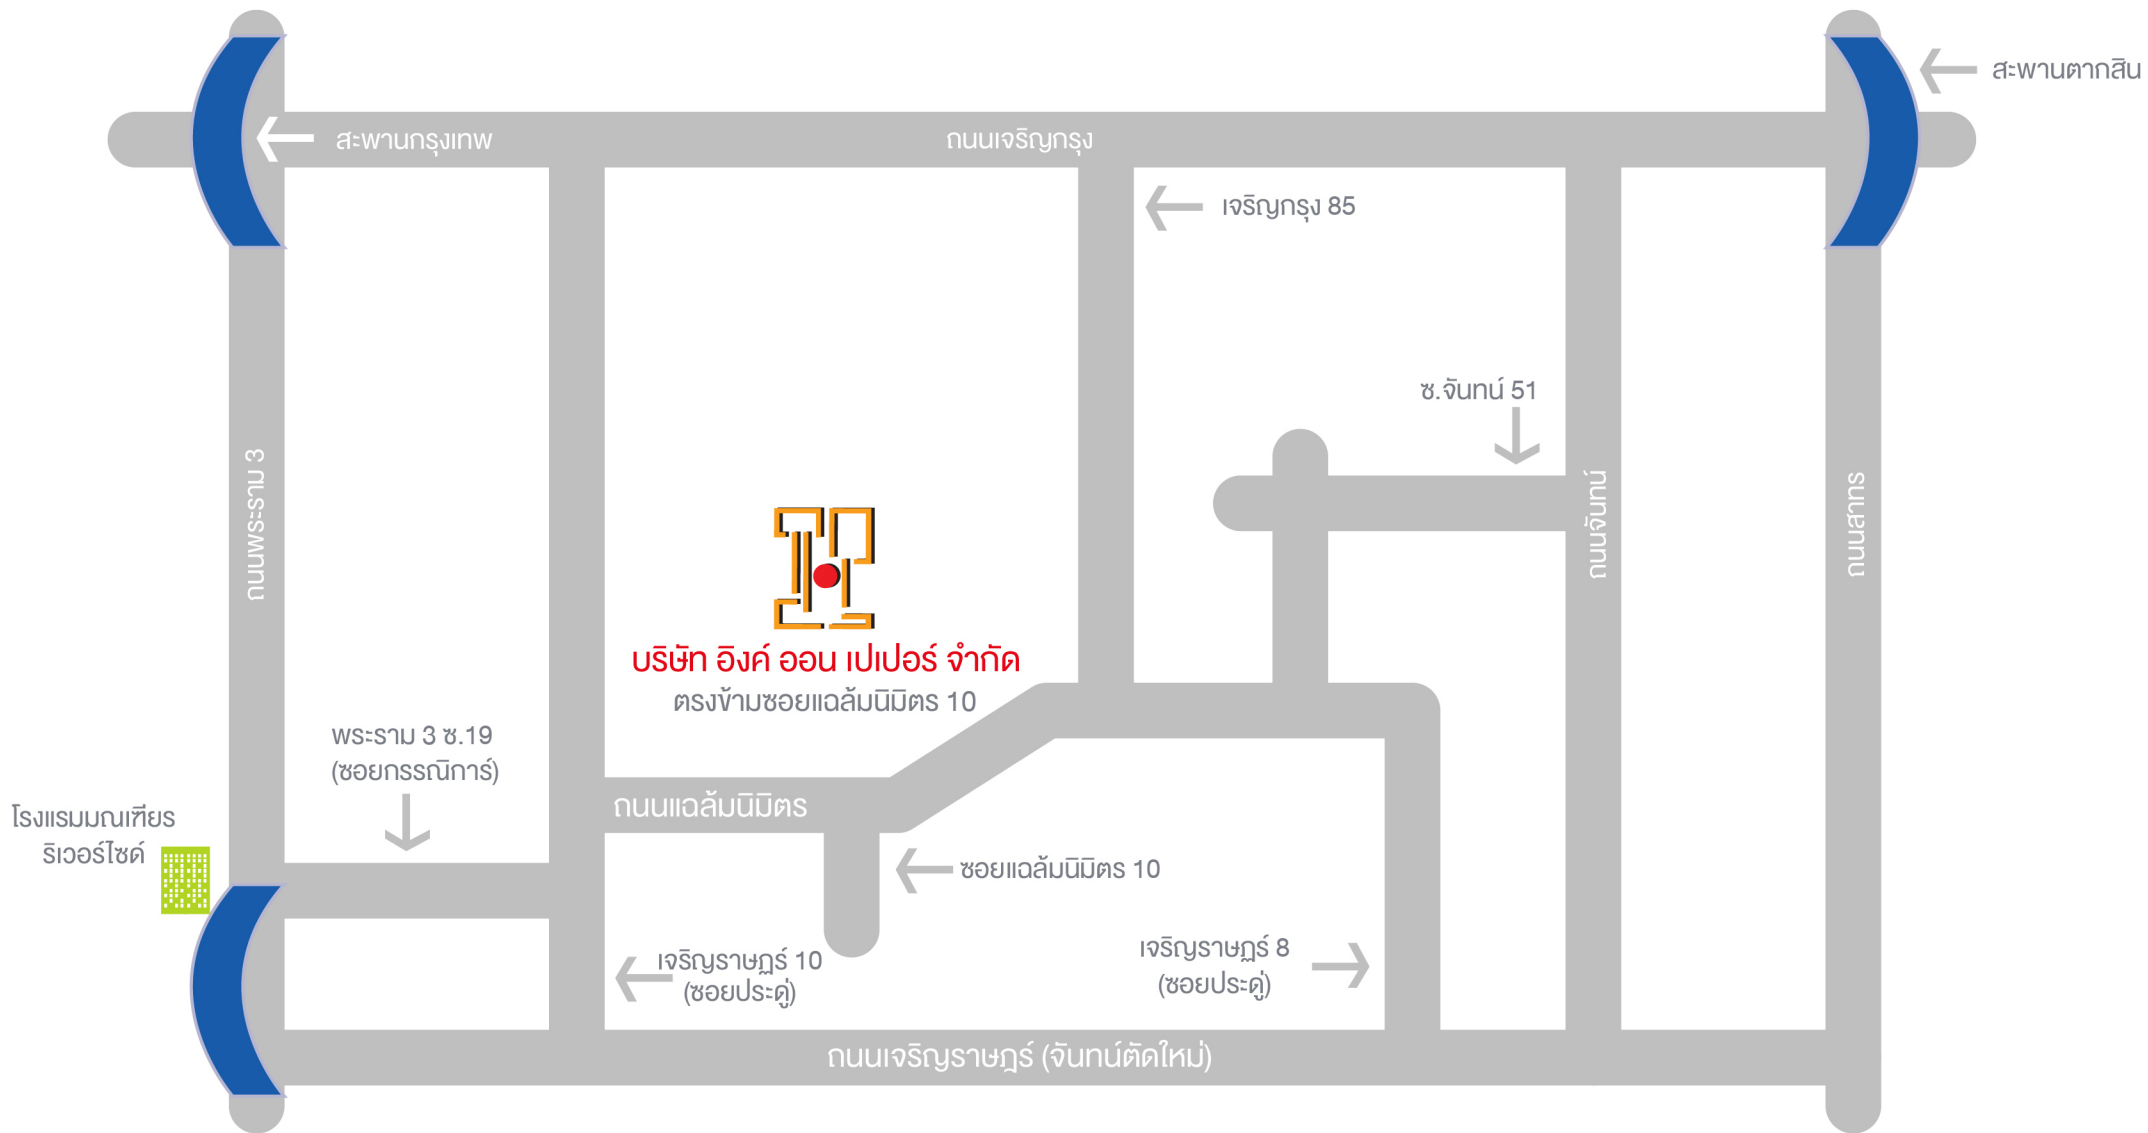 สะพานตากสิน
สะพานกรุงเทพ
ถนนเจริญกรุง
เจริญกรุง 85
ซ.จันทน์ 51
ถนนพระราม 3
ถนนจันทน์
ถนนสาทร
บริษัท อิงค์ ออน เปเปอร์ จำกัด
ตรงข้ามซอยแฉล้มนิมิตร 10
พระราม 3 ซ.19
(ซอยกรรณิการ์)
ถนนแฉล้มนิมิตร
โรงแรมมณเฑียร
ริเวอร์ไซด์
ซอยแฉล้มนิมิตร 10
เจริญราษฎร์ 10
(ซอยประดู่)
เจริญราษฎร์ 8
(ซอยประดู่)
ถนนเจริญราษฎร์ (จันทน์ตัดใหม่)